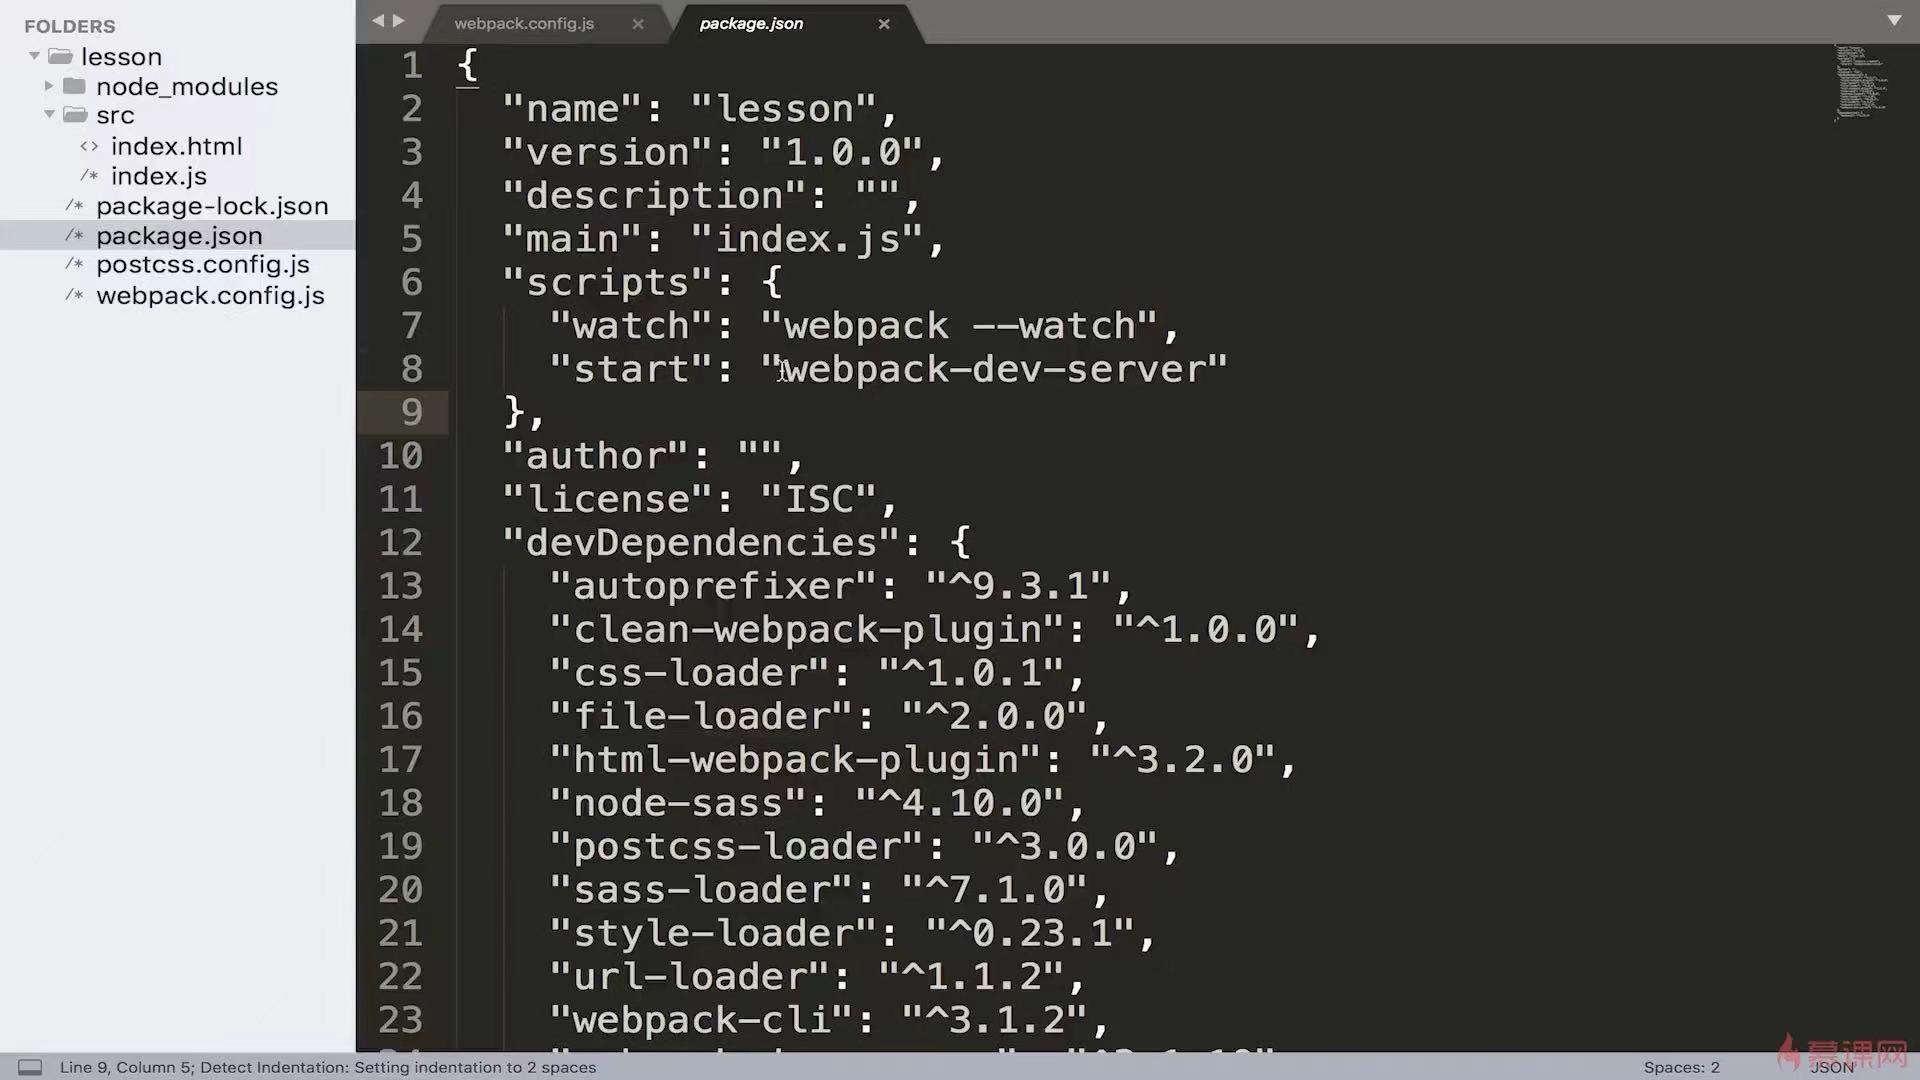 FOLDERS
lesson
node_modules
src
<> index.html
/* index.js
/* package-lock.json
/* package.json
/* postcss.config.js
/* webpack.config.js
webpack.config.js ×
package.json ×
1 {
2 "name": "lesson",
3 "version": "1.0.0",
4 "description": "",
5 "main": "index.js",
6 "scripts": {
7 "watch": "webpack --watch",
8 "start": "webpack-dev-server"
9 },
10 "author": "",
11 "license": "ISC",
12 "devDependencies": {
13 "autoprefixer": "^9.3.1",
14 "clean-webpack-plugin": "^1.0.0",
15 "css-loader": "^1.0.1",
16 "file-loader": "^2.0.0",
17 "html-webpack-plugin": "^3.2.0",
18 "node-sass": "^4.10.0",
19 "postcss-loader": "^3.0.0",
20 "sass-loader": "^7.1.0",
21 "style-loader": "^0.23.1",
22 "url-loader": "^1.1.2",
23 "webpack-cli": "^3.1.2",
Line 9, Column 5; Detect Indentation: Setting indentation to 2 spaces
Spaces: 2
JSON
慕课网